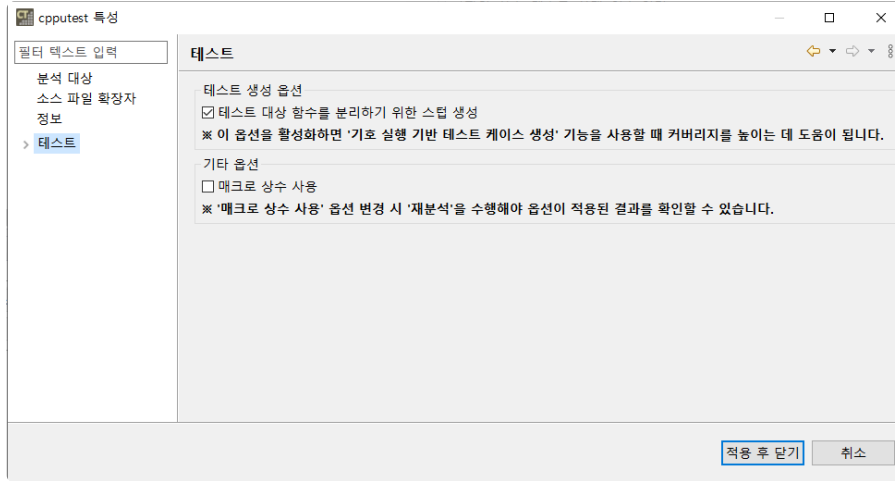 CT cpputest 특성
필터 텍스트 입력
분석 대상
소스 파일 확장자
정보
테스트
테스트
테스트 생성 옵션
테스트 대상 함수를 분리하기 위한 스텁 생성
※ 이 옵션을 활성화하면 '기호 실행 기반 테스트 케이스 생성' 기능을 사용할 때 커버리지를 높이는 데 도움이 됩니다.
기타 옵션
매크로 상수 사용
※ '매크로 상수 사용' 옵션 변경 시 '재분석'을 수행해야 옵션이 적용된 결과를 확인할 수 있습니다.
적용 후 닫기
취소